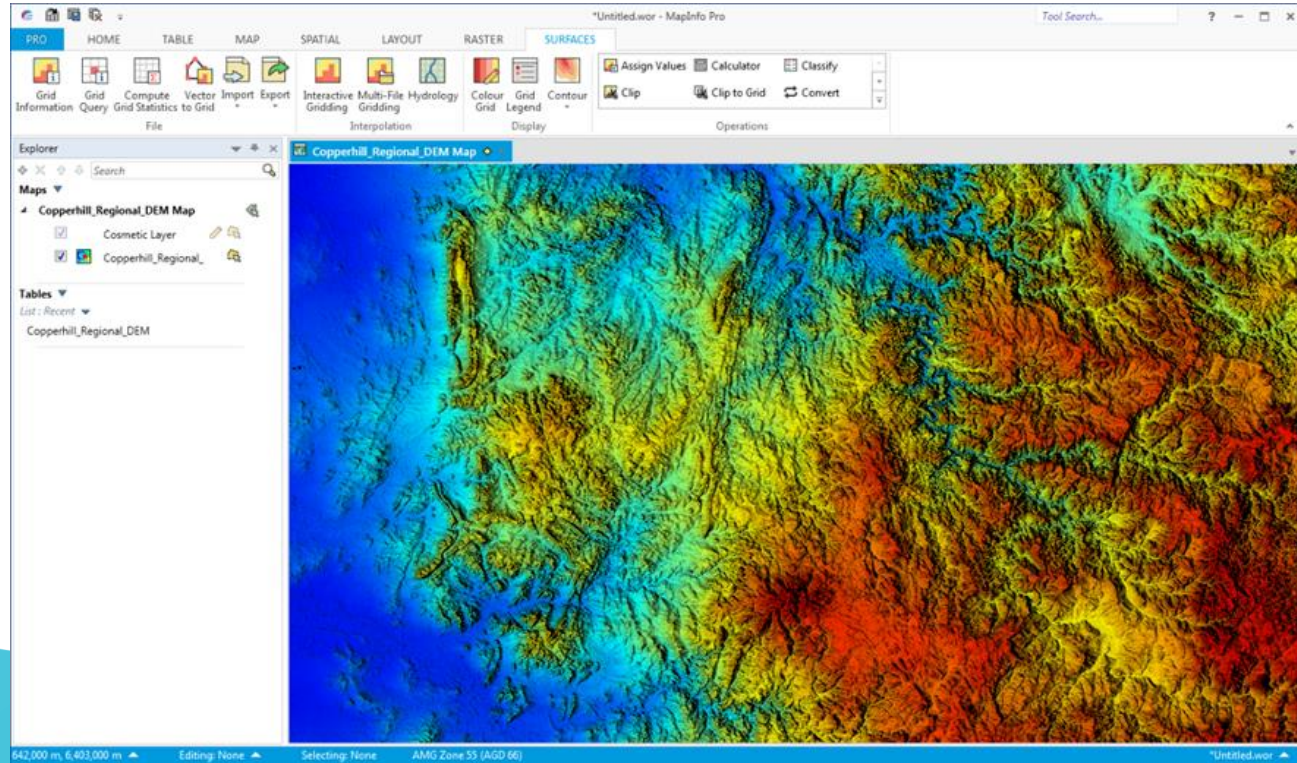 *Untitled.wor - MapInfo Pro
Tool Search...
?
PRO HOME TABLE MAP SPATIAL LAYOUT RASTER SURFACES
Grid Information
Grid Query
Compute Grid Statistics
Vector to Grid
Import
Export
File
Interactive Gridding
Multi-File Gridding
Hydrology
Interpolation
Colour Grid
Grid Legend
Contour
Display
Assign Values Calculator Classify
Clip Clip to Grid Convert
Operations
Explorer
Search
Maps
Copperhill_Regional_DEM Map
Cosmetic Layer
Copperhill_Regional_
Tables
List : Recent
Copperhill_Regional_DEM
Copperhill_Regional_DEM Map
642,000 m, 6,403,000 m Editing: None Selecting: None AMG Zone 55 (AGD 66) *Untitled.wor